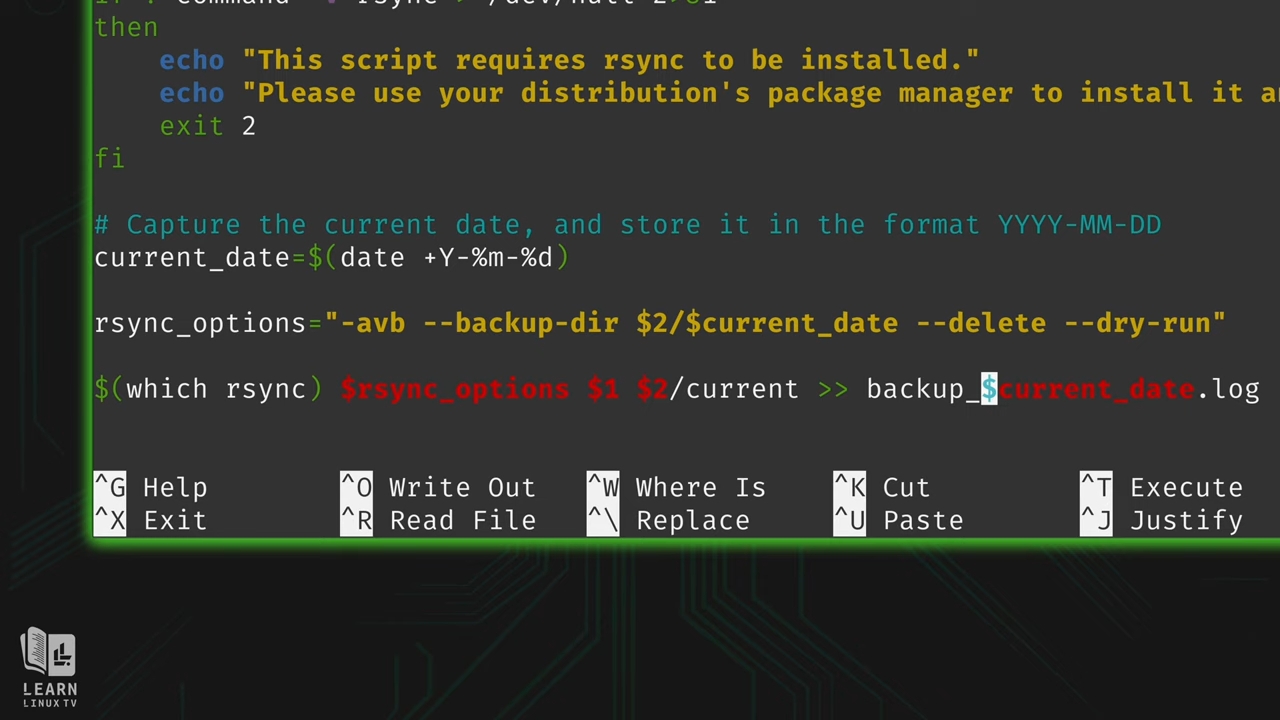 then
echo "This script requires rsync to be installed."
echo "Please use your distribution's package manager to install it
exit 2
fi
# Capture the current date, and store it in the format YYYY-MM-DD
current_date=$(date +Y-%m-%d)
rsync_options="-avb --backup-dir $2/$current_date --delete --dry-run"
$(which rsync) $rsync_options $1 $2/current >> backup_$current_date.log
^G Help ^O Write Out ^W Where Is ^K Cut ^T Execute
^X Exit ^R Read File ^\ Replace ^U Paste ^J Justify
LEARN
LINUX TV